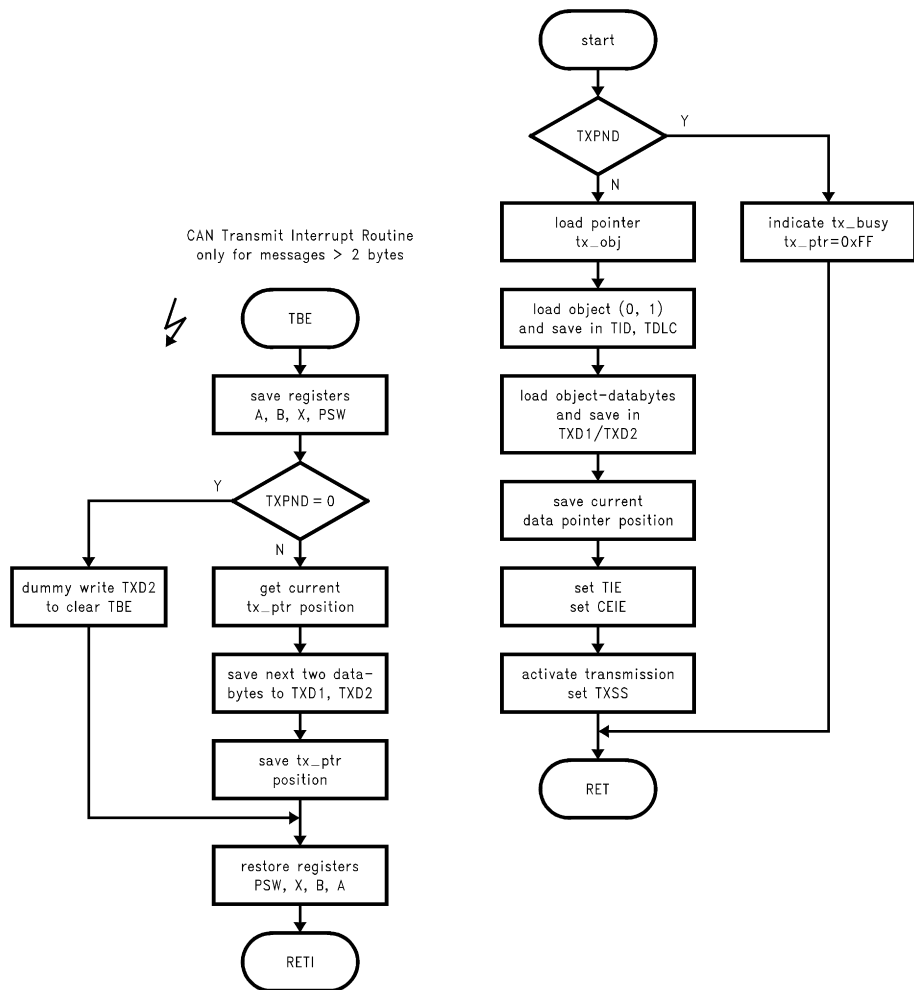 CAN Transmit Interrupt Routine
only for messages > 2 bytes
TBE
save registers
A, B, X, PSW
TXPND = 0
Y
N
dummy write TXD2
to clear TBE
get current
tx_ptr position
save next two data-
bytes to TXD1, TXD2
save tx_ptr
position
restore registers
PSW, X, B, A
RETI
start
TXPND
Y
N
load pointer
tx_obj
indicate tx_busy
tx_ptr=0xFF
load object (0, 1)
and save in TID, TDLC
load object-databytes
and save in
TXD1/TXD2
save current
data pointer position
set TIE
set CEIE
activate transmission
set TXSS
RET